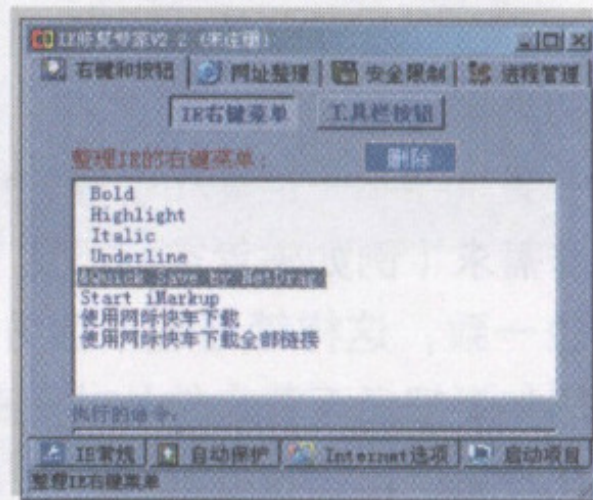 IE修复专家V2.2 (未注册)
右键和按钮 网址整理 安全限制 进程管理
IE右键菜单 工具栏按钮
整理IE的右键菜单: 删除
Bold
Highlight
Italic
Underline
&Quick Save by NetDrag
Start iMarkup
使用网际快车下载
使用网际快车下载全部链接
执行的命令:
IE常规 自动保护 Internet选项 启动项目
整理IE右键菜单